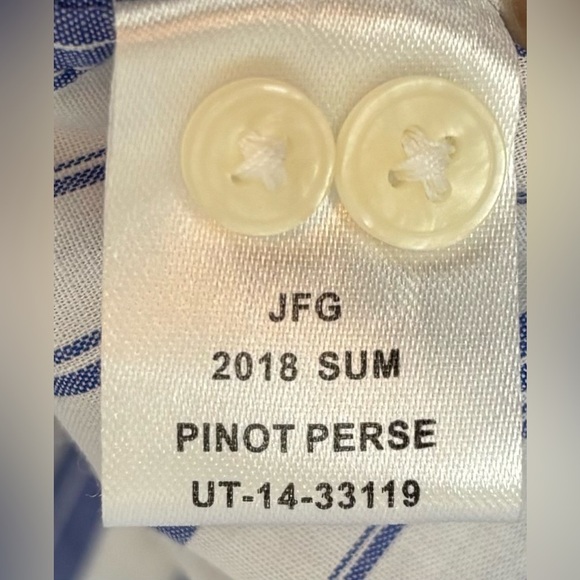 JFG
2018 SUM
PINOT PERSE
UT-14-33119